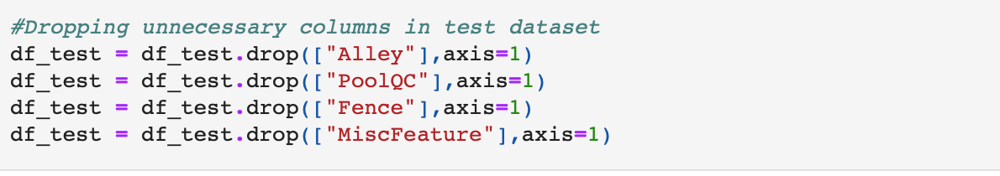 #Dropping unnecessary columns in test dataset
df_test = df_test.drop(["Alley"],axis=1)
df_test = df_test.drop(["PoolQC"],axis=1)
df_test = df_test.drop(["Fence"],axis=1)
df_test = df_test.drop(["MiscFeature"],axis=1)